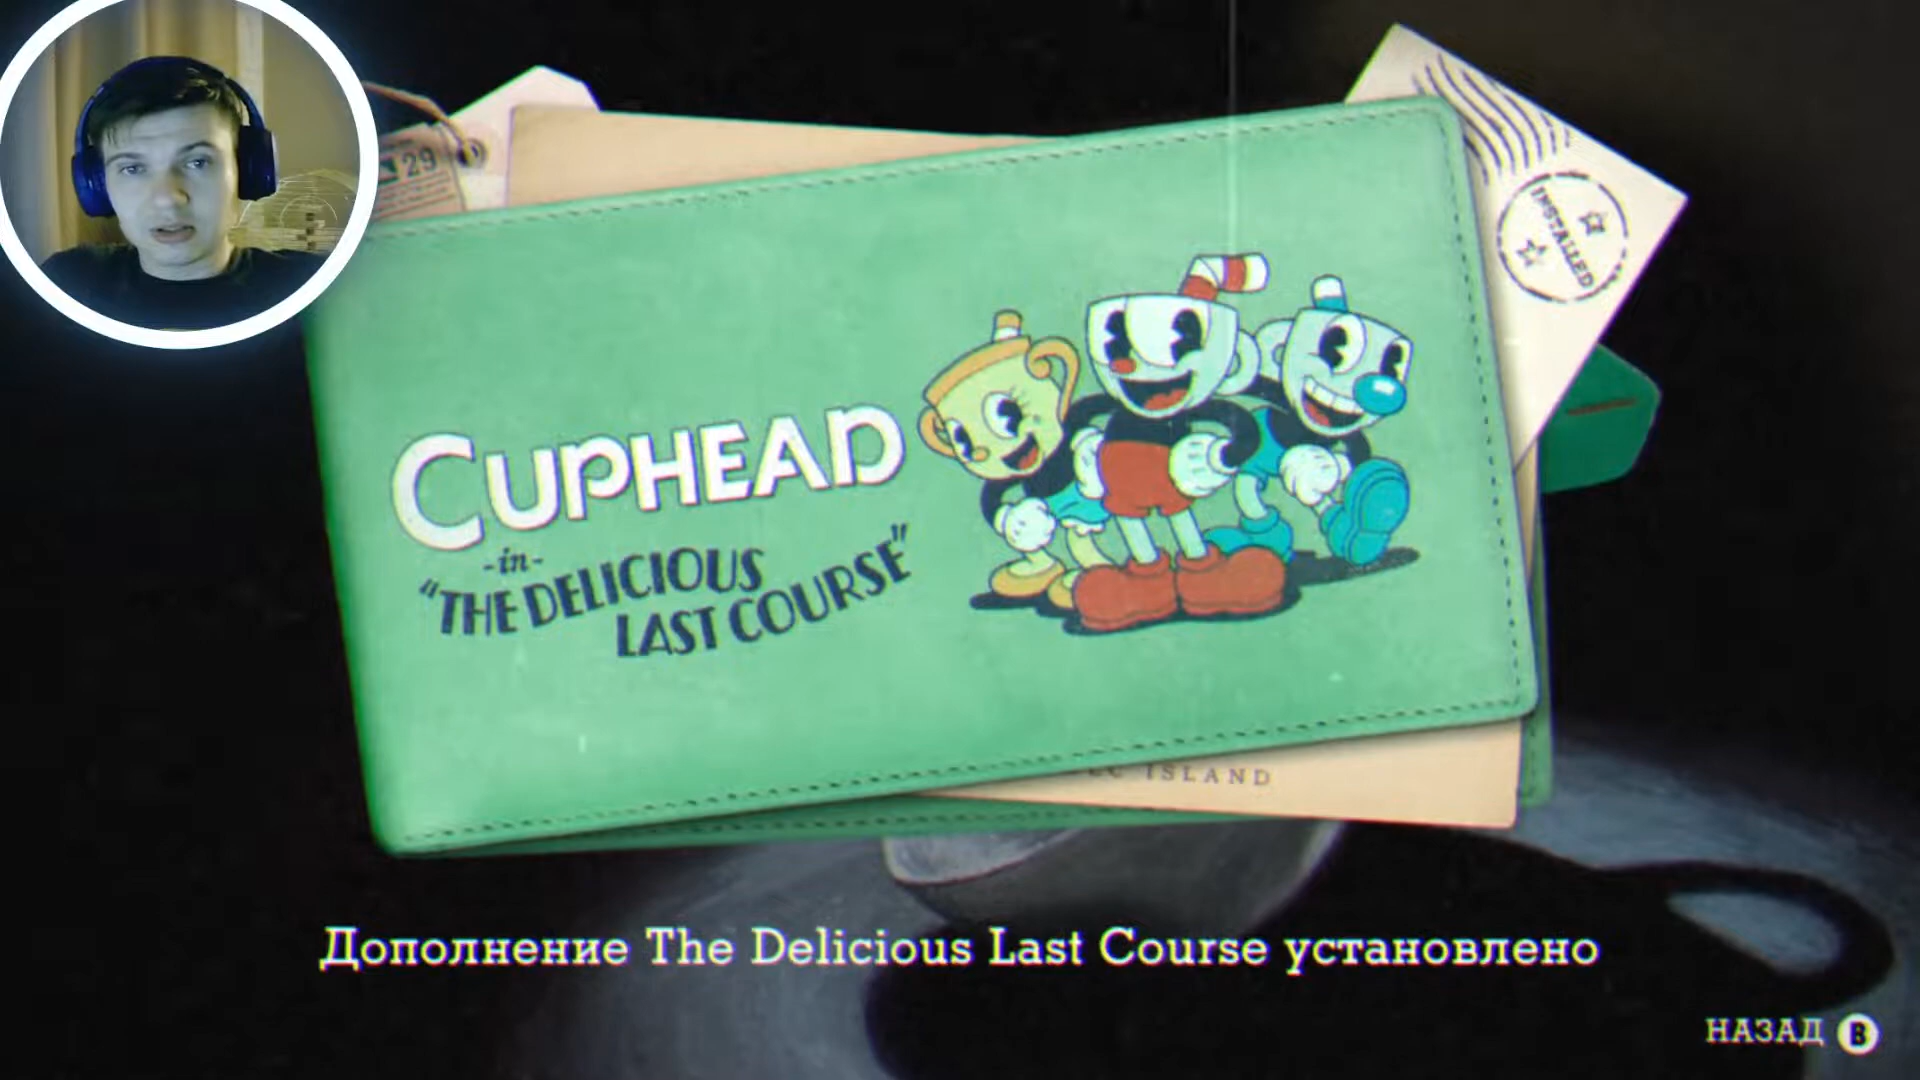 29
INSTALLED
CUPHEAD
-in-
"THE DELICIOUS
LAST COURSE"
ISLAND
Дополнение The Delicious Last Course установлено
НАЗАД B